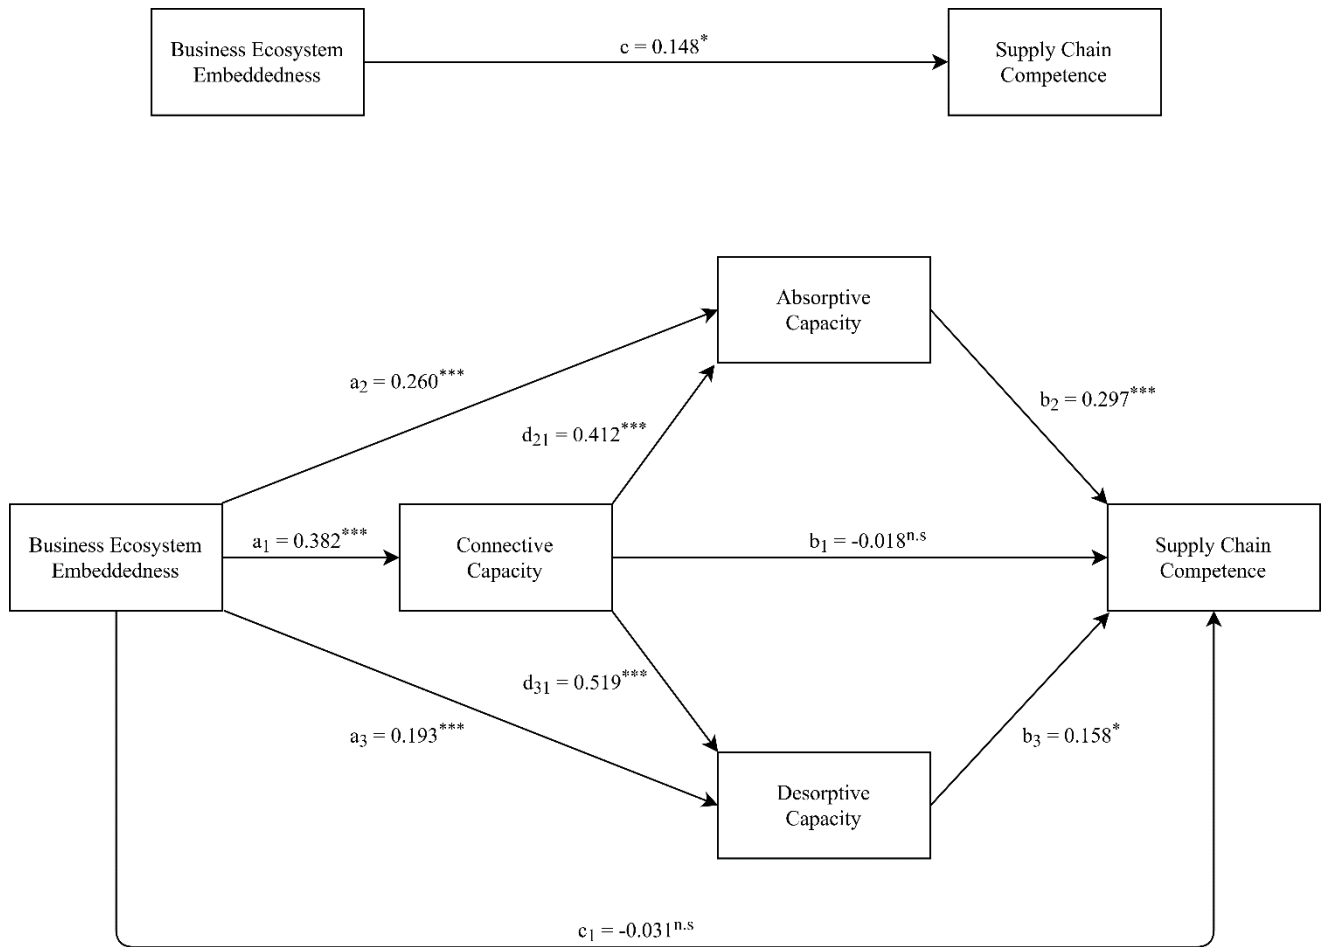 Business Ecosystem
Embeddedness
c = 0.148*
Supply Chain
Competence
Absorptive
Capacity
a2 = 0.260***
b2 = 0.297***
d21 = 0.412***
Business Ecosystem
Embeddedness
a1 = 0.382***
Connective
Capacity
b1 = -0.018n.s
Supply Chain
Competence
d31 = 0.519***
a3 = 0.193***
b3 = 0.158*
Desorptive
Capacity
c1 = -0.031n.s